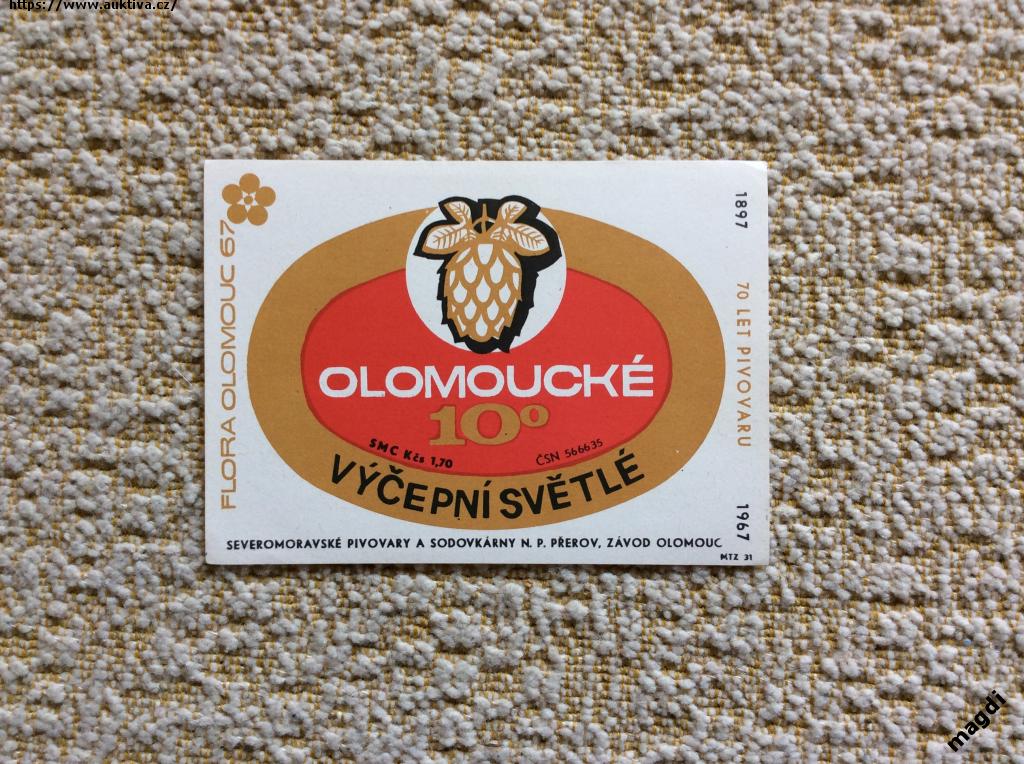 https://www.auktiva.cz/
FLORA OLOMOUC 67
1897
70 LET PIVOVARU
1967
OLOMOUCKÉ
10°
SMC Kčs 1,70
ČSN 566635
VÝČEPNÍ SVĚTLÉ
SEVEROMORAVSKÉ PIVOVARY A SODOVKÁRNY N. P. PŘEROV, ZÁVOD OLOMOUC
MTZ 31
magdi